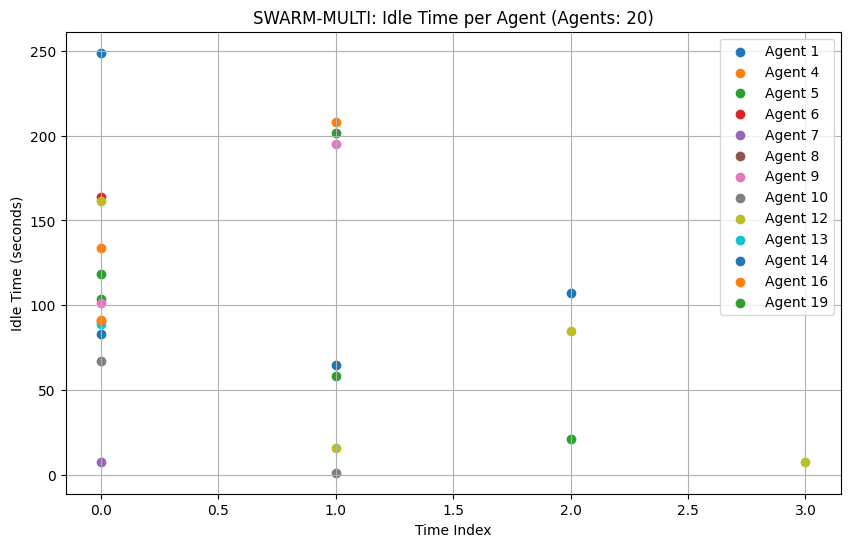 SWARM-MULTI: Idle Time per Agent (Agents: 20)
Idle Time (seconds)
250
200
150
100
50
0
0.0
0.5
1.0
1.5
2.0
2.5
3.0
Time Index
Agent 1
Agent 4
Agent 5
Agent 6
Agent 7
Agent 8
Agent 9
Agent 10
Agent 12
Agent 13
Agent 14
Agent 16
Agent 19